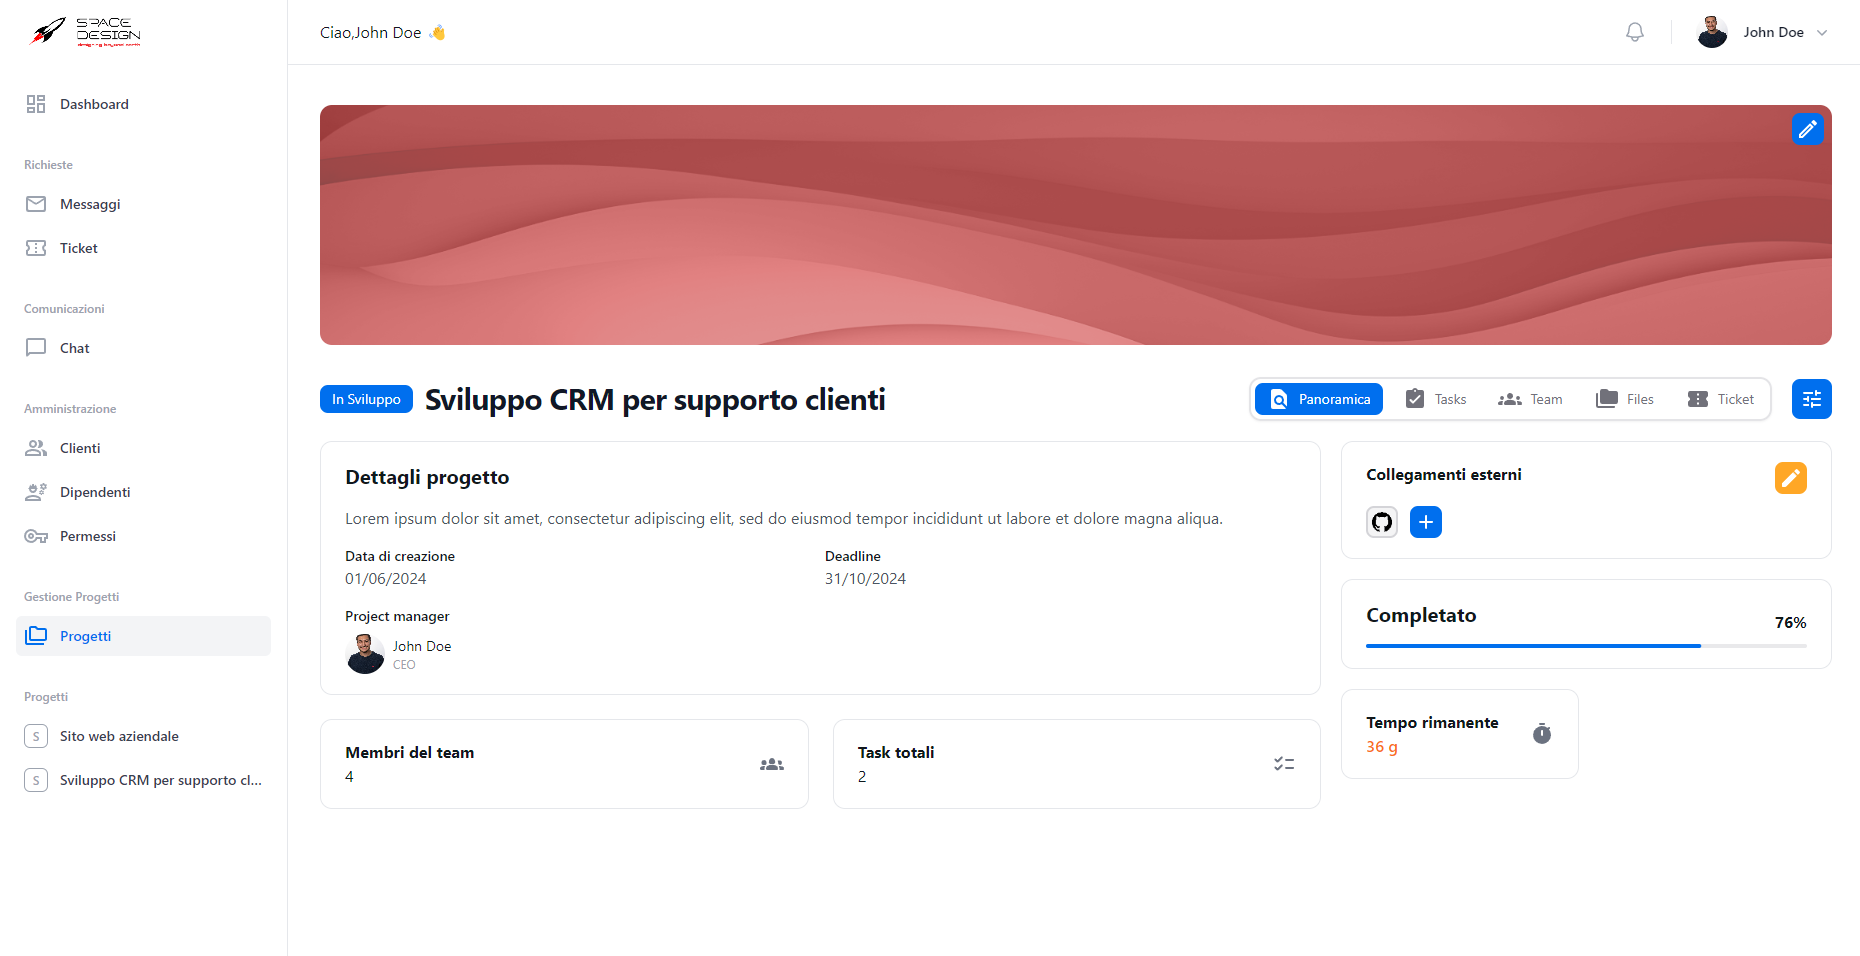 SPACE
DESIGN
designing beyond earth
Ciao,John Doe 👋
John Doe
Dashboard
Richieste
Messaggi
Ticket
Comunicazioni
Chat
Amministrazione
Clienti
Dipendenti
Permessi
Gestione Progetti
Progetti
Progetti
S Sito web aziendale
S Sviluppo CRM per supporto cl...
In Sviluppo Sviluppo CRM per supporto clienti
Panoramica Tasks Team Files Ticket
Dettagli progetto
Lorem ipsum dolor sit amet, consectetur adipiscing elit, sed do eiusmod tempor incididunt ut labore et dolore magna aliqua.
Data di creazione
01/06/2024
Deadline
31/10/2024
Project manager
John Doe
CEO
Membri del team
4
Task totali
2
Collegamenti esterni
Completato
76%
Tempo rimanente
36 g